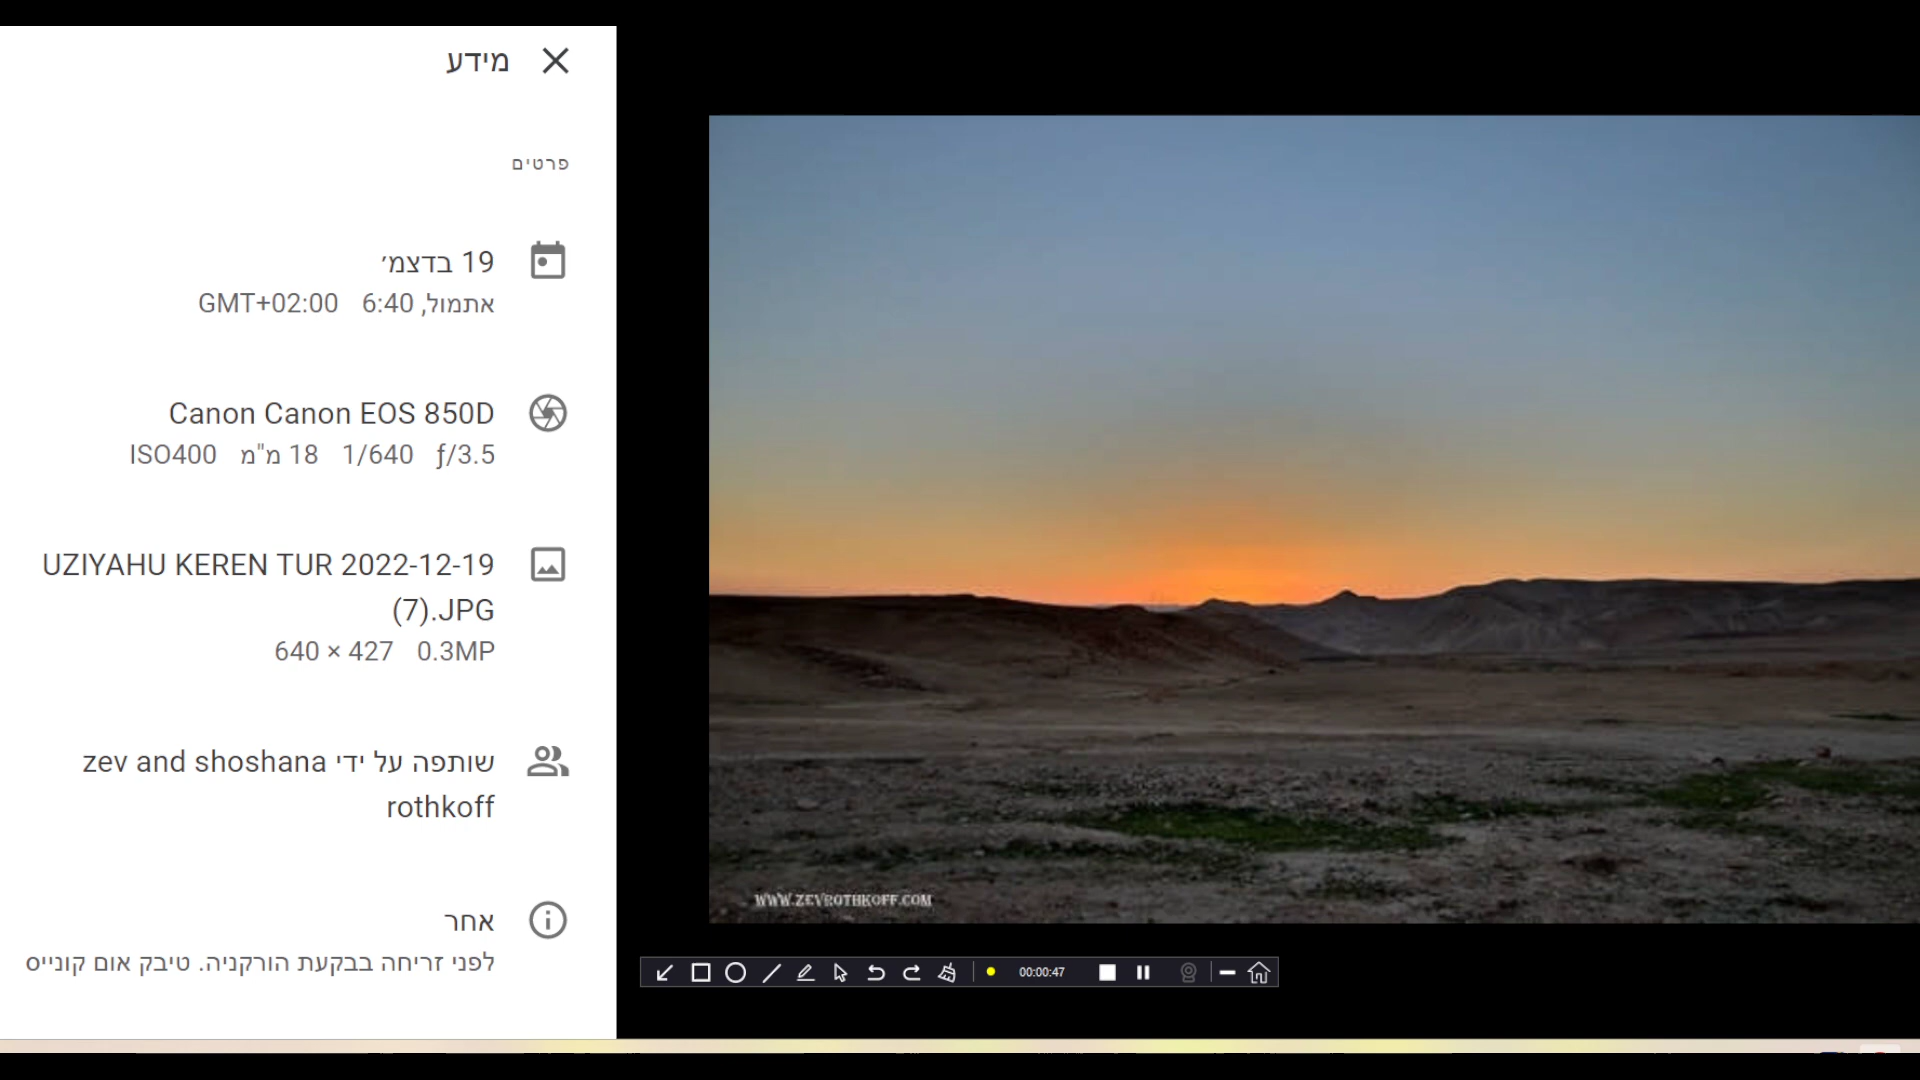 מידע
פרטים
19 בדצמ׳
אתמול, 6:40 GMT+02:00
Canon Canon EOS 850D
ƒ/3.5 1/640 18 מ"מ ISO400
UZIYAHU KEREN TUR 2022-12-19
(7).JPG
640 × 427 0.3MP
שותפה על ידי zev and shoshana
rothkoff
אחר
לפני זריחה בבקעת הורקניה. טיבק אום קונייס
WWW.ZEVROTHKOFF.COM
00:00:47